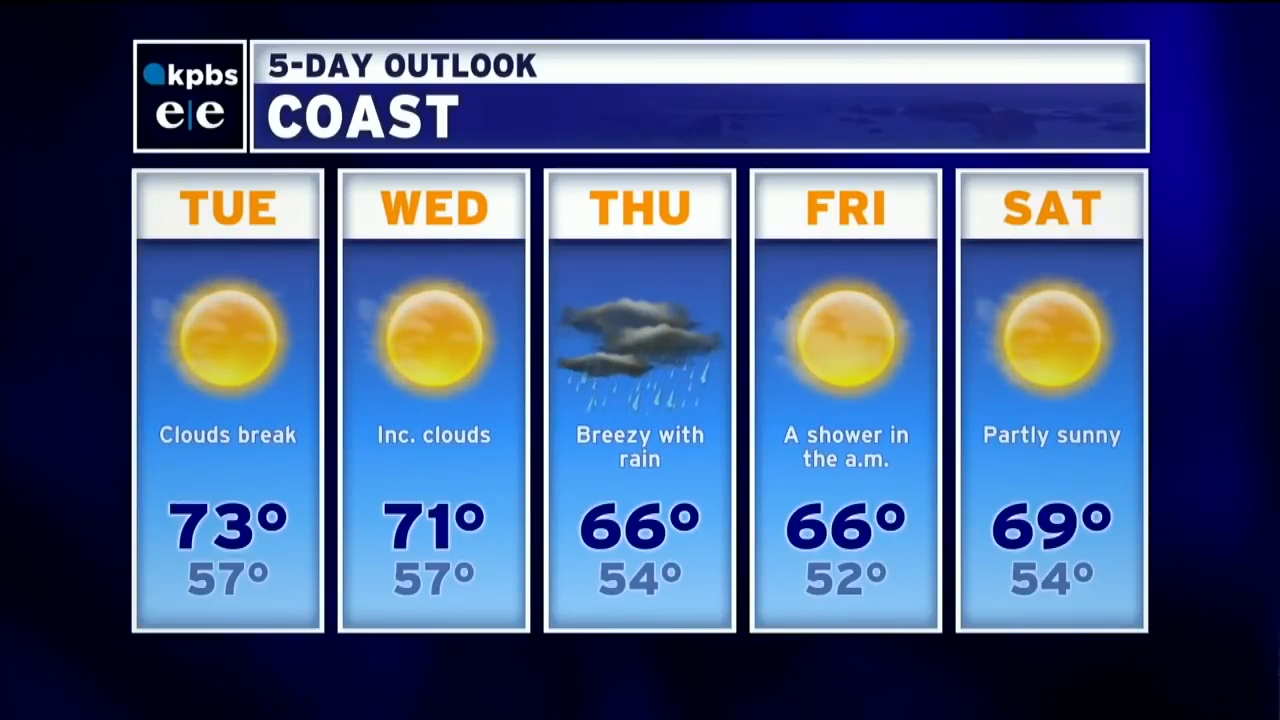 kpbs
e|e
5-DAY OUTLOOK
COAST
TUE
Clouds break
73°
57°
WED
Inc. clouds
71°
57°
THU
Breezy with
rain
66°
54°
FRI
A shower in
the a.m.
66°
52°
SAT
Partly sunny
69°
54°